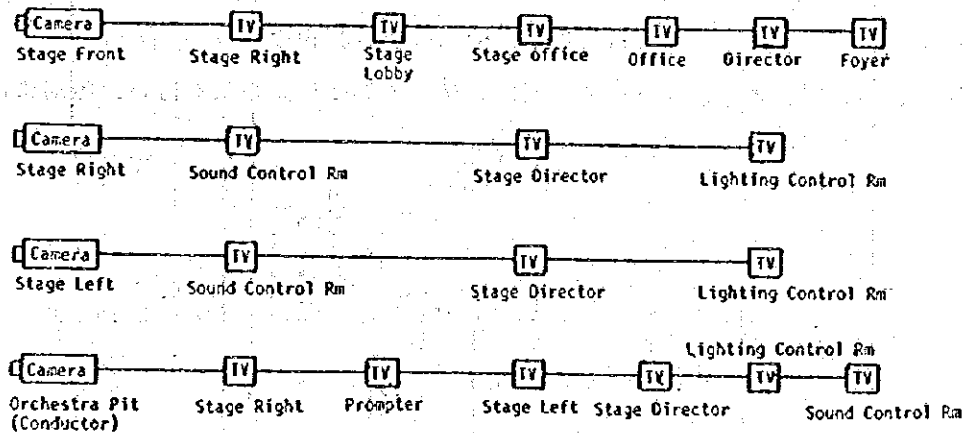 Camera TV TV TV TV TV TV
Stage Front Stage Right Stage Lobby Stage Office Office Director Foyer
Camera TV TV TV
Stage Right Sound Control Rm Stage Director Lighting Control Rm
Camera TV TV TV
Stage Left Sound Control Rm Stage Director Lighting Control Rm
Lighting Control Rm
Camera TV TV TV TV TV TV
Orchestra Pit Stage Right Prompter Stage Left Stage Director Sound Control Rm
(Conductor)